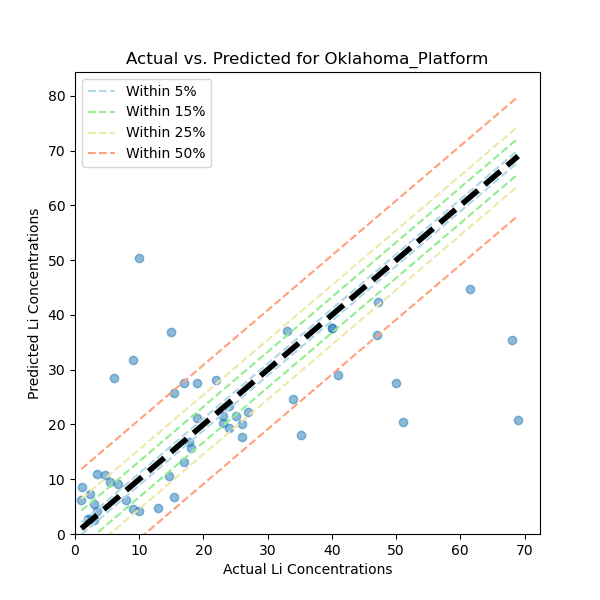 Actual vs. Predicted for Oklahoma_Platform
Within 5%
Within 15%
Within 25%
Within 50%
80
70
60
50
40
30
20
10
0
Predicted Li Concentrations
0 10 20 30 40 50 60 70
Actual Li Concentrations